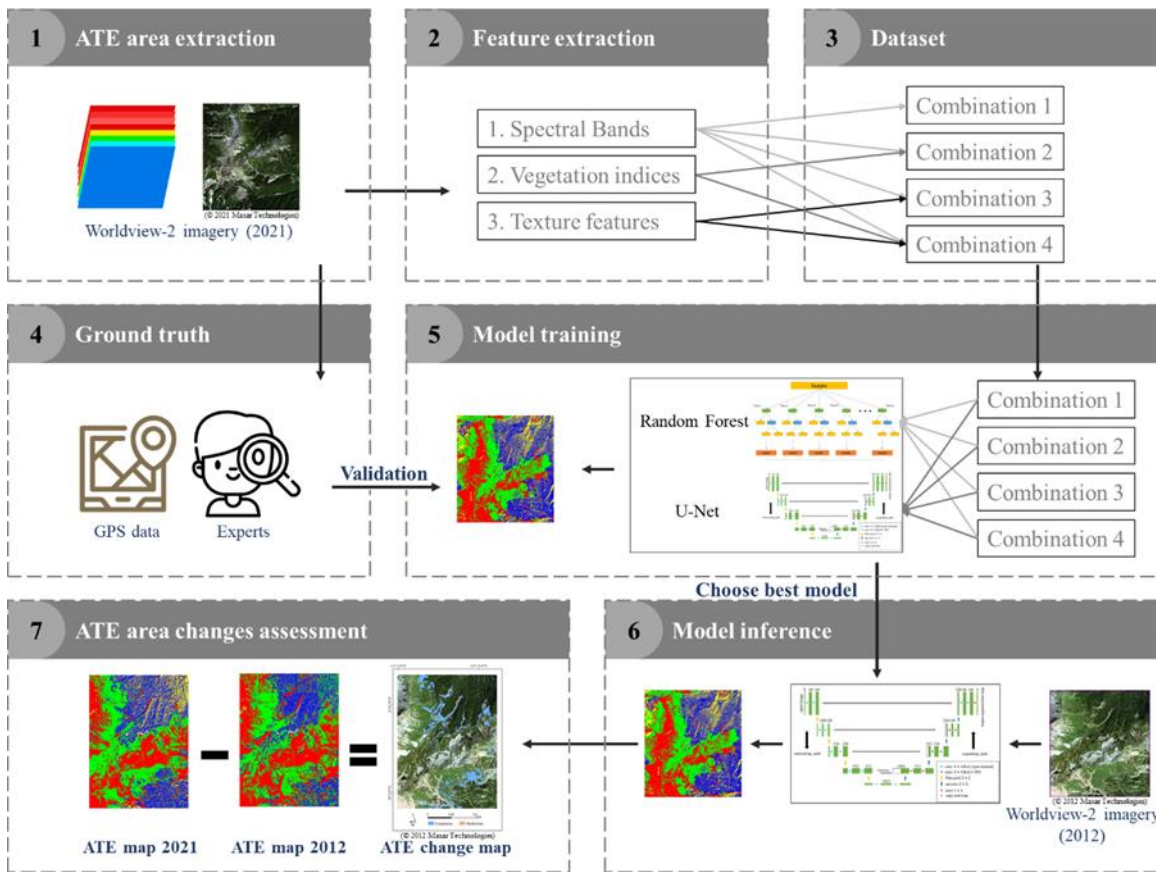 1 ATE area extraction
(© 2021 Maxar Technologies)
Worldview-2 imagery (2021)
2 Feature extraction
1. Spectral Bands
2. Vegetation indices
3. Texture features
3 Dataset
Combination 1
Combination 2
Combination 3
Combination 4
4 Ground truth
GPS data
Experts
Validation
5 Model training
Random Forest
U-Net
Combination 1
Combination 2
Combination 3
Combination 4
Choose best model
7 ATE area changes assessment
(© 2012 Maxar Technologies)
ATE map 2021
ATE map 2012
ATE change map
6 Model inference
(© 2012 Maxar Technologies)
Worldview-2 imagery
(2012)